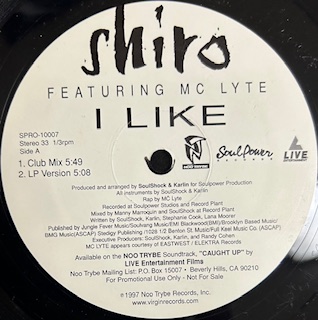 shiro
FEATURING MC LYTE
I LIKE
SPRO-10007
Stereo 33 1/3rpm
Side A
1. Club Mix 5:49
2. LP Version 5:08
NOO TRYBE
SoulPower
RECORDS
LIVE
Entertainment
Produced and arranged by SoulShock & Karlin for Soulpower Production
All instruments by SoulShock & Karlin
Rap by MC Lyte
Recorded at Soulpower Studios and Record Plant
Mixed by Manny Marroquin and SoulShock at Record Plant
Written by SoulShock, Karlin, Stephanie Cook, Lana Moorer
Published by Jungle Fever Music/Soulvang Music/EMI Blackwood(BMI)/Brooklyn Based Music/
BMG Music(ASCAP) Stedgy Publishing /1028 1/2 Benton St. Music/Full Keel Music Co. (ASCAP)
Executive Producers: SoulShock, Karlin, and Randy Cohen
MC LYTE appears courtesy of EASTWEST / ELEKTRA Records
Available on the NOO TRYBE Soundtrack, "CAUGHT UP" by
LIVE Entertainment Films
Noo Trybe Mailing List: P.O. Box 15007 • Beverly Hills, CA 90210
For Promotional Use Only
Not For Sale
©1997 Noo Trybe Records, Inc.
www.virginrecords.com